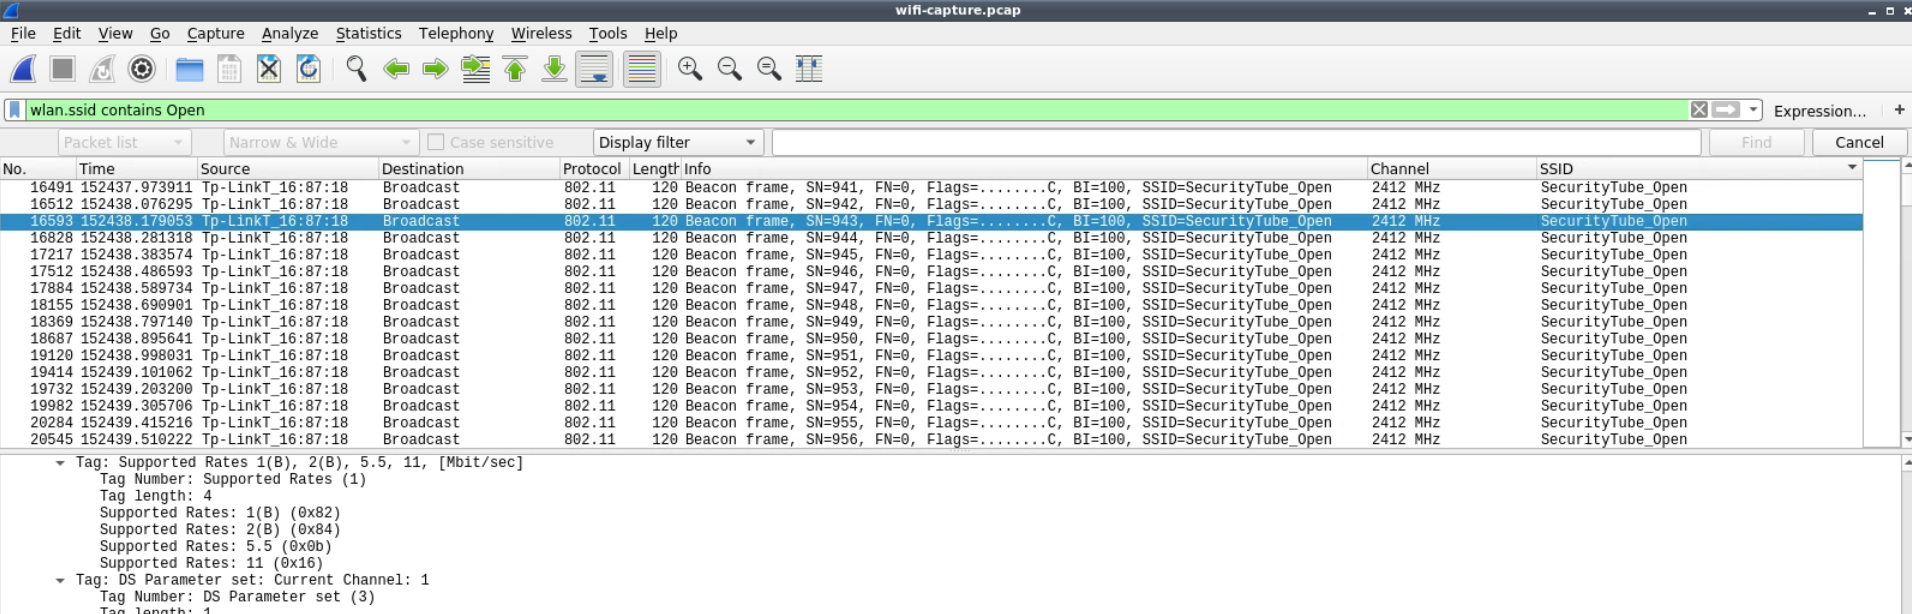 wifi-capture.pcap
File Edit View Go Capture Analyze Statistics Telephony Wireless Tools Help
wlan.ssid contains Open Expression... +
Packet list Narrow & Wide Case sensitive Display filter Find Cancel
No. Time Source Destination Protocol Length Info Channel SSID
16491 152437.973911 Tp-LinkT_16:87:18 Broadcast 802.11 120 Beacon frame, SN=941, FN=0, Flags=........C, BI=100, SSID=SecurityTube_Open 2412 MHz SecurityTube_Open
16512 152438.076295 Tp-LinkT_16:87:18 Broadcast 802.11 120 Beacon frame, SN=942, FN=0, Flags=........C, BI=100, SSID=SecurityTube_Open 2412 MHz SecurityTube_Open
16593 152438.179053 Tp-LinkT_16:87:18 Broadcast 802.11 120 Beacon frame, SN=943, FN=0, Flags=........C, BI=100, SSID=SecurityTube_Open 2412 MHz SecurityTube_Open
16828 152438.281318 Tp-LinkT_16:87:18 Broadcast 802.11 120 Beacon frame, SN=944, FN=0, Flags=........C, BI=100, SSID=SecurityTube_Open 2412 MHz SecurityTube_Open
17217 152438.383574 Tp-LinkT_16:87:18 Broadcast 802.11 120 Beacon frame, SN=945, FN=0, Flags=........C, BI=100, SSID=SecurityTube_Open 2412 MHz SecurityTube_Open
17512 152438.486593 Tp-LinkT_16:87:18 Broadcast 802.11 120 Beacon frame, SN=946, FN=0, Flags=........C, BI=100, SSID=SecurityTube_Open 2412 MHz SecurityTube_Open
17884 152438.589734 Tp-LinkT_16:87:18 Broadcast 802.11 120 Beacon frame, SN=947, FN=0, Flags=........C, BI=100, SSID=SecurityTube_Open 2412 MHz SecurityTube_Open
18155 152438.690901 Tp-LinkT_16:87:18 Broadcast 802.11 120 Beacon frame, SN=948, FN=0, Flags=........C, BI=100, SSID=SecurityTube_Open 2412 MHz SecurityTube_Open
18369 152438.797140 Tp-LinkT_16:87:18 Broadcast 802.11 120 Beacon frame, SN=949, FN=0, Flags=........C, BI=100, SSID=SecurityTube_Open 2412 MHz SecurityTube_Open
18687 152438.895641 Tp-LinkT_16:87:18 Broadcast 802.11 120 Beacon frame, SN=950, FN=0, Flags=........C, BI=100, SSID=SecurityTube_Open 2412 MHz SecurityTube_Open
19120 152438.998031 Tp-LinkT_16:87:18 Broadcast 802.11 120 Beacon frame, SN=951, FN=0, Flags=........C, BI=100, SSID=SecurityTube_Open 2412 MHz SecurityTube_Open
19414 152439.101062 Tp-LinkT_16:87:18 Broadcast 802.11 120 Beacon frame, SN=952, FN=0, Flags=........C, BI=100, SSID=SecurityTube_Open 2412 MHz SecurityTube_Open
19732 152439.203200 Tp-LinkT_16:87:18 Broadcast 802.11 120 Beacon frame, SN=953, FN=0, Flags=........C, BI=100, SSID=SecurityTube_Open 2412 MHz SecurityTube_Open
19982 152439.305706 Tp-LinkT_16:87:18 Broadcast 802.11 120 Beacon frame, SN=954, FN=0, Flags=........C, BI=100, SSID=SecurityTube_Open 2412 MHz SecurityTube_Open
20284 152439.415216 Tp-LinkT_16:87:18 Broadcast 802.11 120 Beacon frame, SN=955, FN=0, Flags=........C, BI=100, SSID=SecurityTube_Open 2412 MHz SecurityTube_Open
20545 152439.510222 Tp-LinkT_16:87:18 Broadcast 802.11 120 Beacon frame, SN=956, FN=0, Flags=........C, BI=100, SSID=SecurityTube_Open 2412 MHz SecurityTube_Open
Tag: Supported Rates 1(B), 2(B), 5.5, 11, [Mbit/sec]
Tag Number: Supported Rates (1)
Tag length: 4
Supported Rates: 1(B) (0x82)
Supported Rates: 2(B) (0x84)
Supported Rates: 5.5 (0x0b)
Supported Rates: 11 (0x16)
Tag: DS Parameter set: Current Channel: 1
Tag Number: DS Parameter set (3)
Tag length: 1